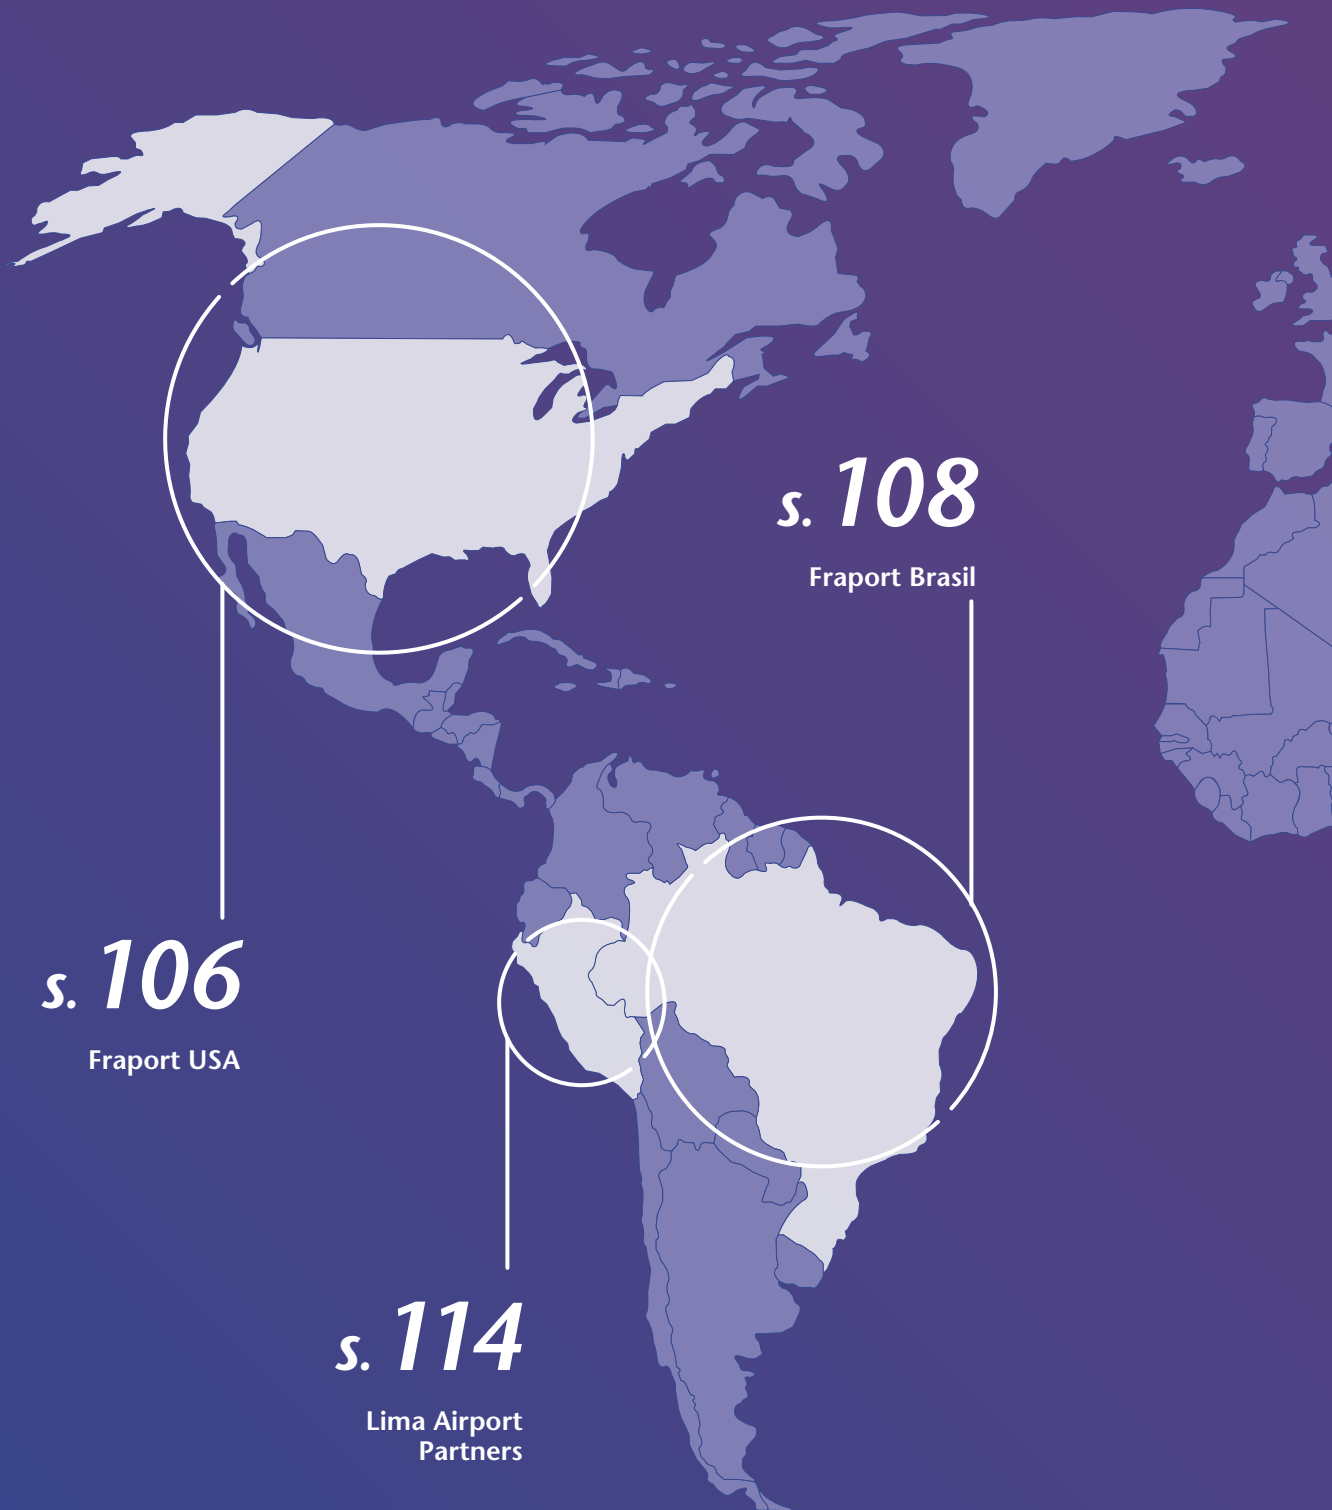 s. 108
Fraport Brasil
s. 106
Fraport USA
s. 114
Lima Airport
Partners